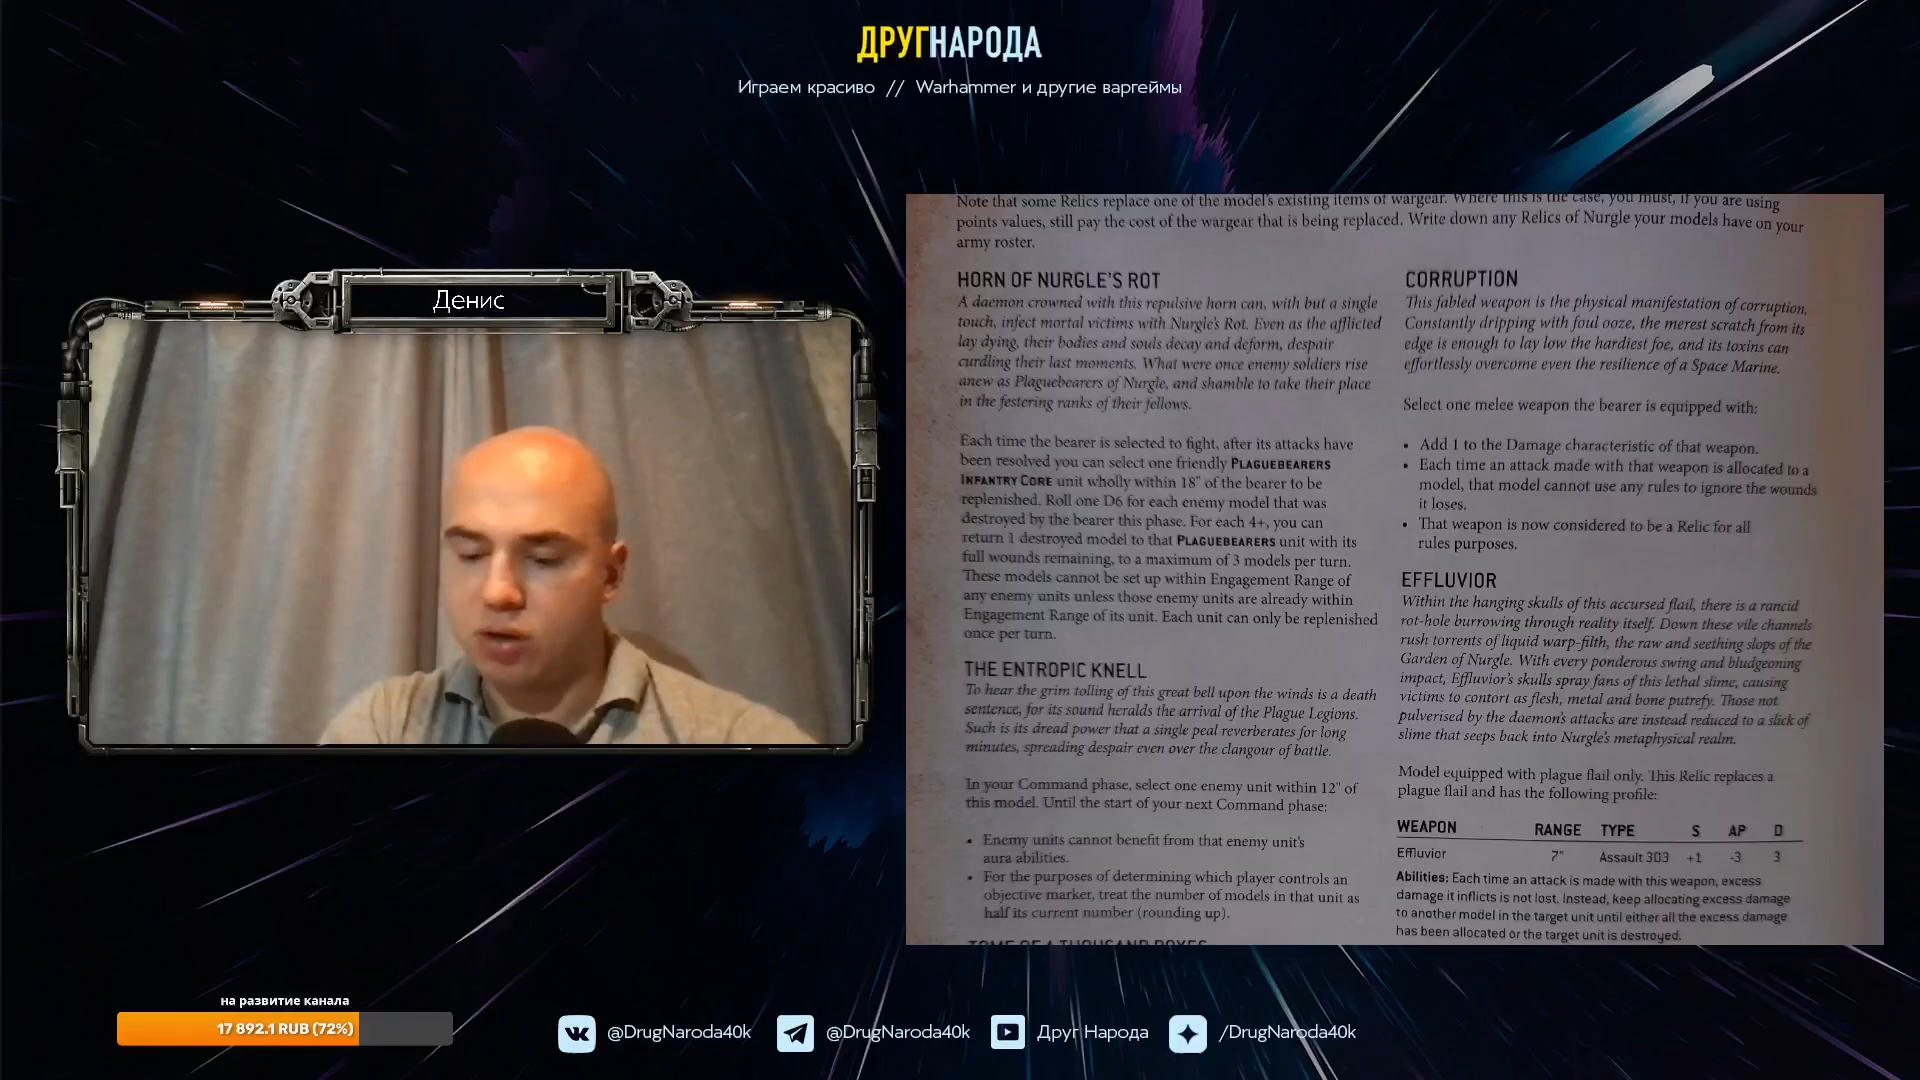 ДРУГНАРОДА
Играем красиво // Warhammer и другие варгеймы
Денис
Note that some Relics replace one of the model's existing items of wargear. Where this is the case, you must, if you are using
points values, still pay the cost of the wargear that is being replaced. Write down any Relics of Nurgle your models have on your
army roster.
HORN OF NURGLE'S ROT
A daemon crowned with this repulsive horn can, with but a single
touch, infect mortal victims with Nurgle's Rot. Even as the afflicted
lay dying, their bodies and souls decay and deform, despair
curdling their last moments. What were once enemy soldiers rise
anew as Plaguebearers of Nurgle, and shamble to take their place
in the festering ranks of their fellows.
Each time the bearer is selected to fight, after its attacks have
been resolved you can select one friendly PLAGUEBEARERS
INFANTRY CORE unit wholly within 18" of the bearer to be
replenished. Roll one D6 for each enemy model that was
destroyed by the bearer this phase. For each 4+, you can
return 1 destroyed model to that PLAGUEBEARERS unit with its
full wounds remaining, to a maximum of 3 models per turn.
These models cannot be set up within Engagement Range of
any enemy units unless those enemy units are already within
Engagement Range of its unit. Each unit can only be replenished
once per turn.
THE ENTROPIC KNELL
To hear the grim tolling of this great bell upon the winds is a death
sentence, for its sound heralds the arrival of the Plague Legions.
Such is its dread power that a single peal reverberates for long
minutes, spreading despair even over the clangour of battle.
In your Command phase, select one enemy unit within 12" of
this model. Until the start of your next Command phase:
• Enemy units cannot benefit from that enemy unit's
aura abilities.
• For the purposes of determining which player controls an
objective marker, treat the number of models in that unit as
half its current number (rounding up).
CORRUPTION
This fabled weapon is the physical manifestation of corruption.
Constantly dripping with foul ooze, the merest scratch from its
edge is enough to lay low the hardiest foe, and its toxins can
effortlessly overcome even the resilience of a Space Marine.
Select one melee weapon the bearer is equipped with:
• Add 1 to the Damage characteristic of that weapon.
• Each time an attack made with that weapon is allocated to a
model, that model cannot use any rules to ignore the wounds
it loses.
• That weapon is now considered to be a Relic for all
rules purposes.
EFFLUVIOR
Within the hanging skulls of this accursed flail, there is a rancid
rot-hole burrowing through reality itself. Down these vile channels
rush torrents of liquid warp-filth, the raw and seething slops of the
Garden of Nurgle. With every ponderous swing and bludgeoning
impact, Effluvior's skulls spray fans of this lethal slime, causing
victims to contort as flesh, metal and bone putrefy. Those not
pulverised by the daemon's attacks are instead reduced to a slick of
slime that seeps back into Nurgle's metaphysical realm.
Model equipped with plague flail only. This Relic replaces a
plague flail and has the following profile:
WEAPON RANGE TYPE S AP D
Effluvior 7" Assault 3D3 +1 -3 3
Abilities: Each time an attack is made with this weapon, excess
damage it inflicts is not lost. Instead, keep allocating excess damage
to another model in the target unit until either all the excess damage
has been allocated or the target unit is destroyed.
на развитие канала
17 892.1 RUB (72%)
@DrugNaroda40k @DrugNaroda40k Друг Народа /DrugNaroda40k